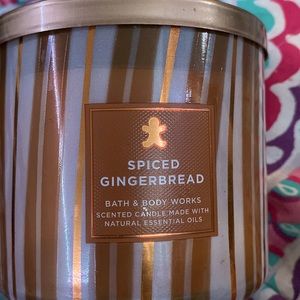 SPICED
GINGERBREAD
BATH & BODY WORKS
SCENTED CANDLE MADE WITH
NATURAL ESSENTIAL OILS